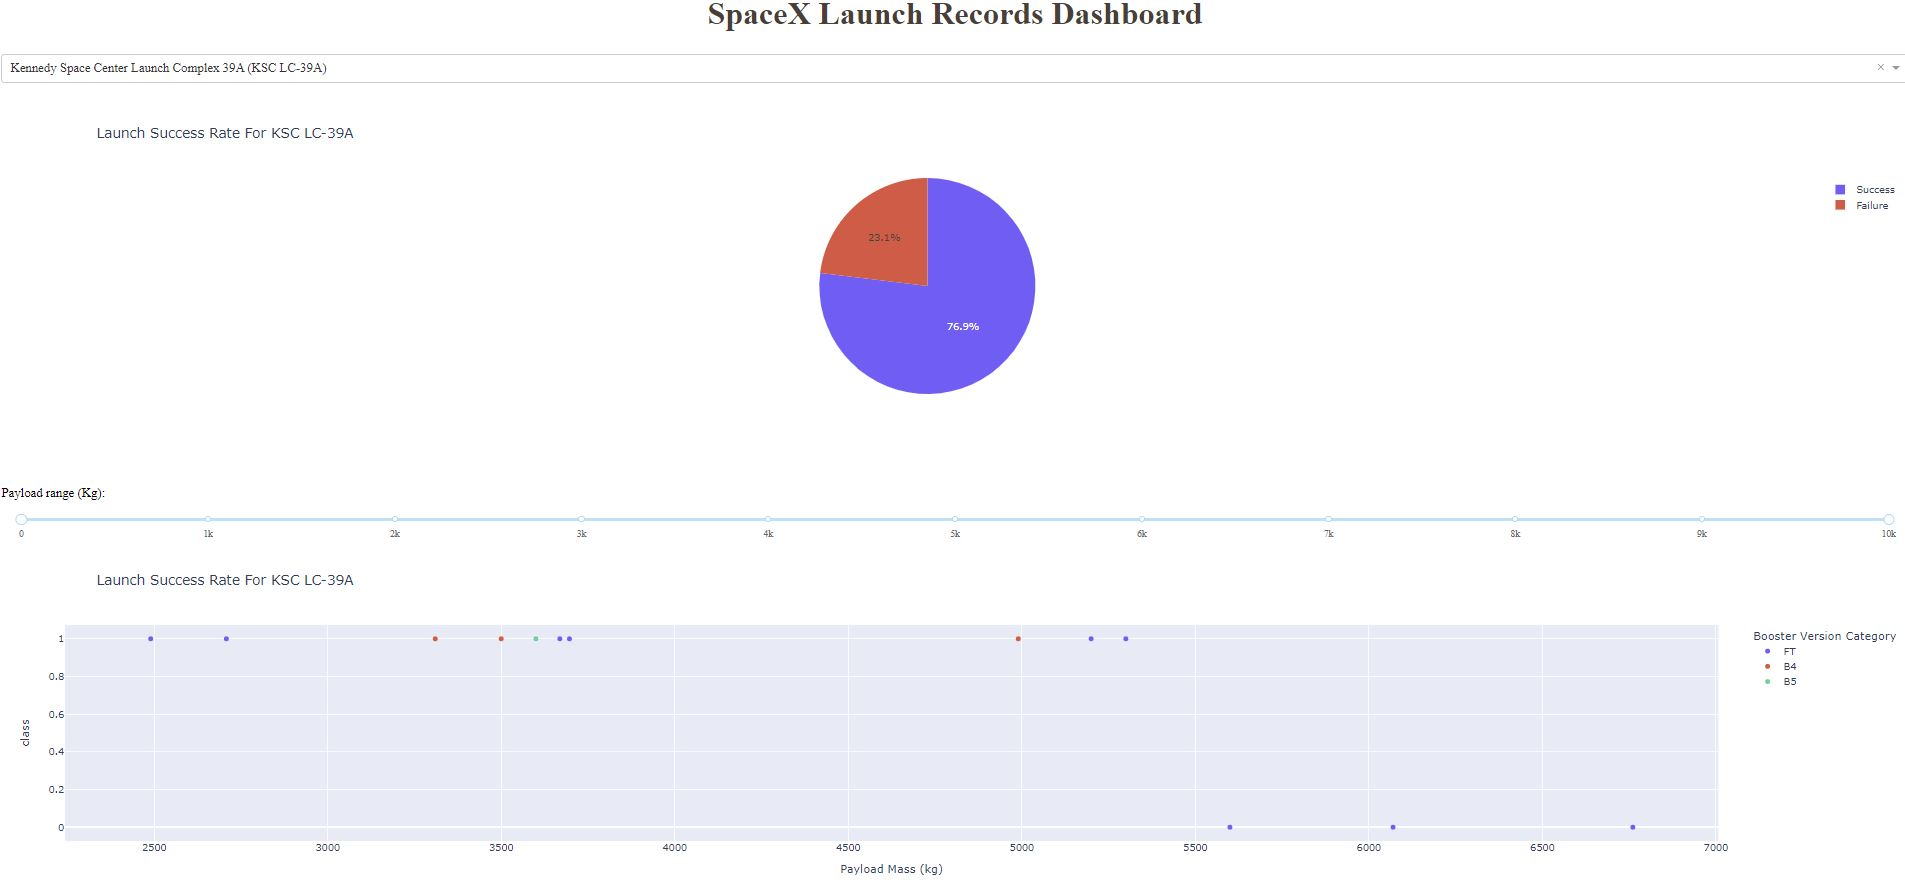 SpaceX Launch Records Dashboard
Kennedy Space Center Launch Complex 39A (KSC LC-39A) × 
Launch Success Rate For KSC LC-39A
Success
Failure
23.1%
76.9%
Payload range (Kg):
0 1k 2k 3k 4k 5k 6k 7k 8k 9k 10k
Launch Success Rate For KSC LC-39A
Booster Version Category
FT
B4
B5
class
1
0.8
0.6
0.4
0.2
0
2500 3000 3500 4000 4500 5000 5500 6000 6500 7000
Payload Mass (kg)